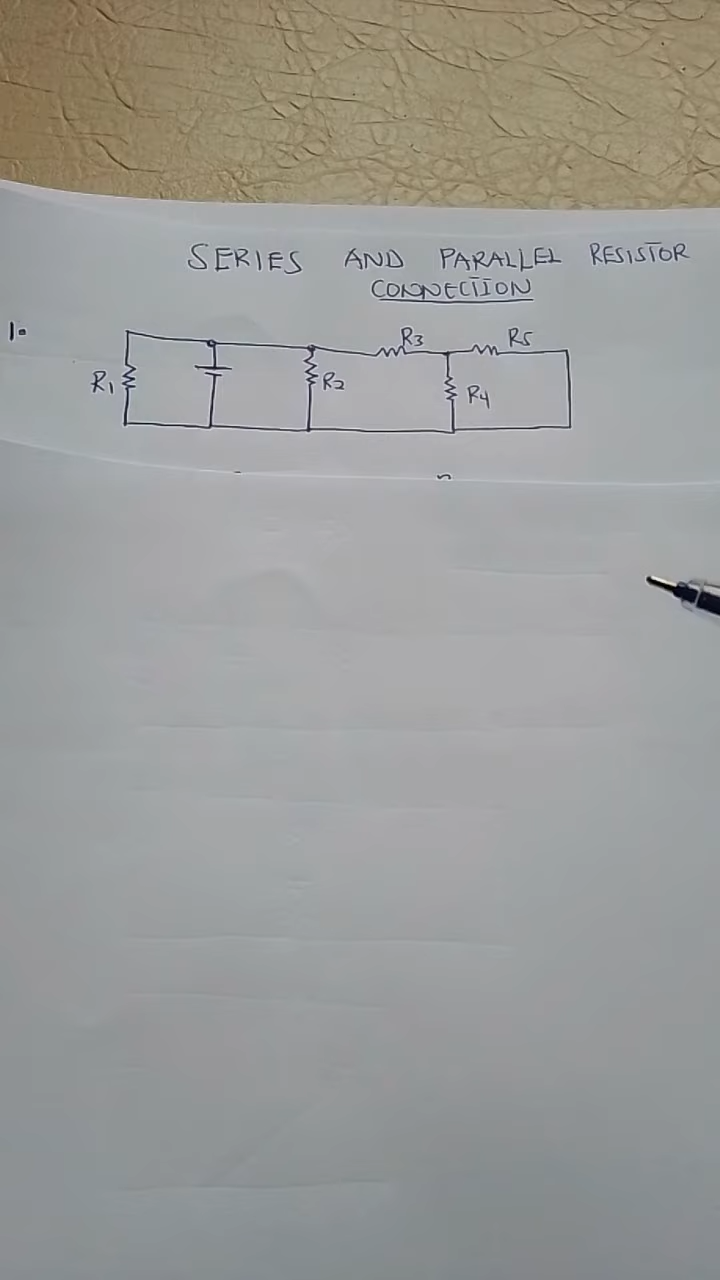 SERIES AND PARALLEL RESISTOR
CONNECTION
1.
R3 R5
R1 R2 R4